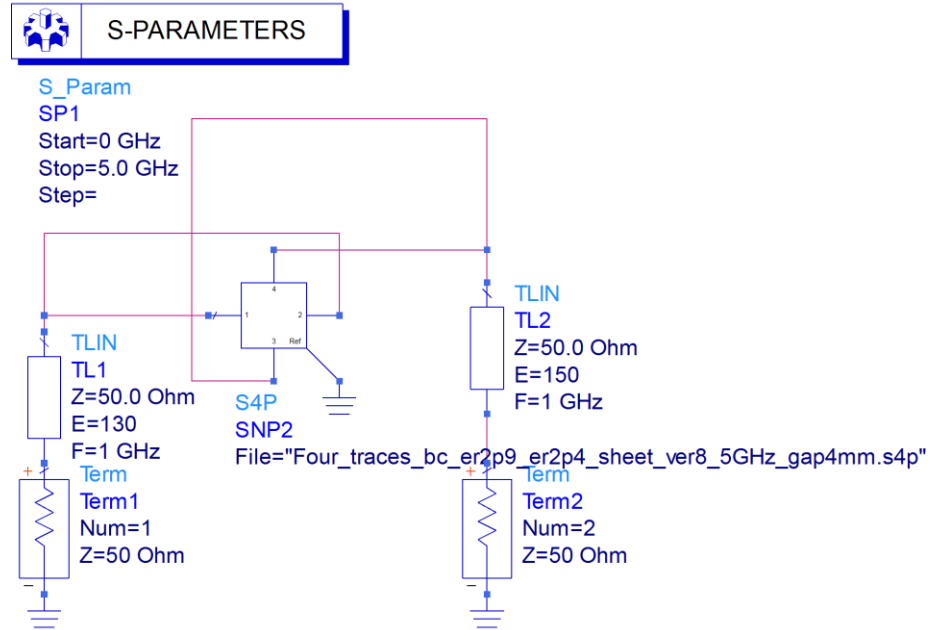 S-PARAMETERS
S_Param
SP1
Start=0 GHz
Stop=5.0 GHz
Step=
4
1
2
3
Ref
TLIN
TL1
Z=50.0 Ohm
E=130
F=1 GHz
TLIN
TL2
Z=50.0 Ohm
E=150
F=1 GHz
S4P
SNP2
File="Four_traces_bc_er2p9_er2p4_sheet_ver8_5GHz_gap4mm.s4p"
+
Term
Term1
Num=1
Z=50 Ohm
-
+
Term
Term2
Num=2
Z=50 Ohm
-